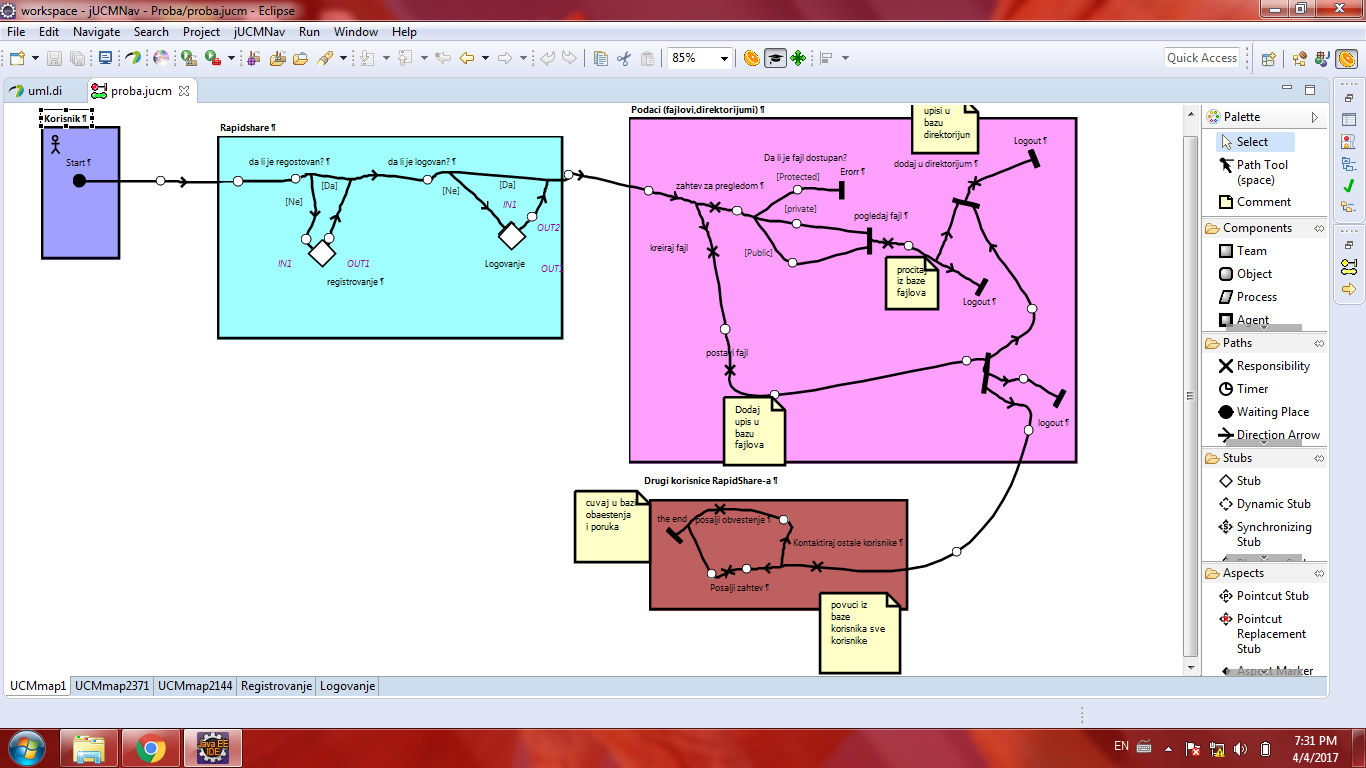 workspace - jUCMNav - Proba/proba.jucm - Eclipse
File Edit Navigate Search Project jUCMNav Run Window Help
85%
Quick Access
uml.di
proba.jucm
Korisnik ¶
Start ¶
Rapidshare ¶
da li je regostovan? ¶
da li je logovan? ¶
[Da]
[Ne]
IN1
OUT1
registrovanje ¶
[Ne]
[Da]
IN1
OUT2
Logovanje
Podaci (fajlovi,direktorijumi) ¶
upisi u
bazu
Logout ¶
Da li je fajl dostupan?
dodaj u direktorijum ¶
[Protected]
Erorr ¶
zahtev za pregledom ¶
[private]
pogledaj fajl ¶
kreiraj fajl
[Public]
procitaj
iz baze
fajlova
Logout ¶
postavi fajl
Dodaj
upis u
bazu
fajlova
logout ¶
Drugi korisnice RapidShare-a ¶
cuvaj u bazi
obaestenja
i poruka
the end
posalji obvestenje ¶
Kontaktiraj ostale korisnike ¶
Posalji zahtev ¶
povuci iz
baze
korisnika sve
korisnike
Palette
Select
Path Tool
(space)
Comment
Components
Team
Object
Process
Agent
Paths
Responsibility
Timer
Waiting Place
Direction Arrow
Stubs
Stub
Dynamic Stub
Synchronizing
Stub
Aspects
Pointcut Stub
Pointcut
Replacement
Stub
Aspect Marker
UCMmap1 UCMmap2371 UCMmap2144 Registrovanje Logovanje
Java EE
IDE
EN
7:31 PM
4/4/2017